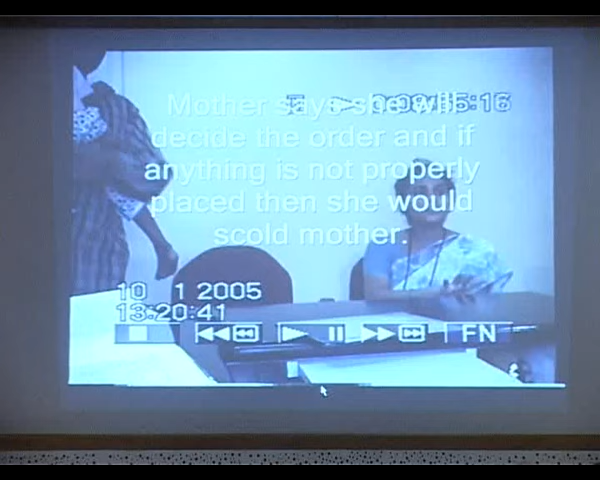 Mother says she will
decide the order and if
anything is not properly
placed then she would
scold mother.
10 1 2005
13:20:41
FN